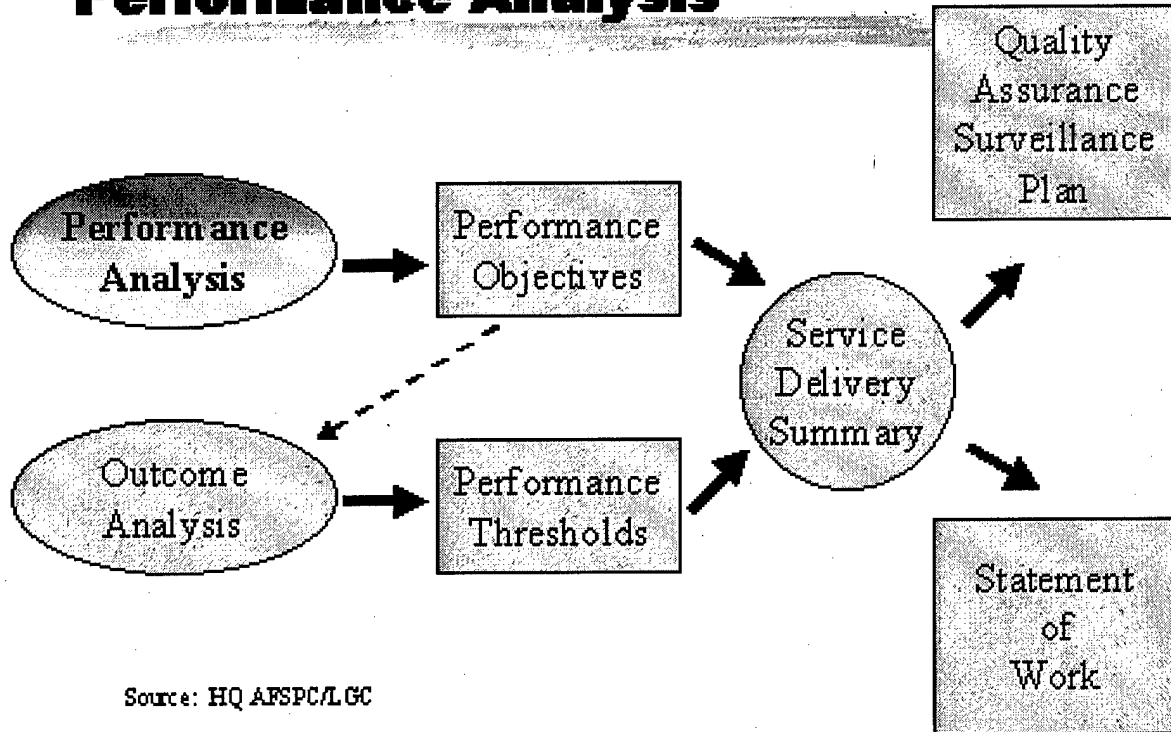 Performance Analysis
Quality
Assurance
Surveillance
Plan
Performance
Analysis
Performance
Objectives
Service
Delivery
Summary
Outcome
Analysis
Performance
Thresholds
Statement
of
Work
Source: HQ AFSPC/LGC